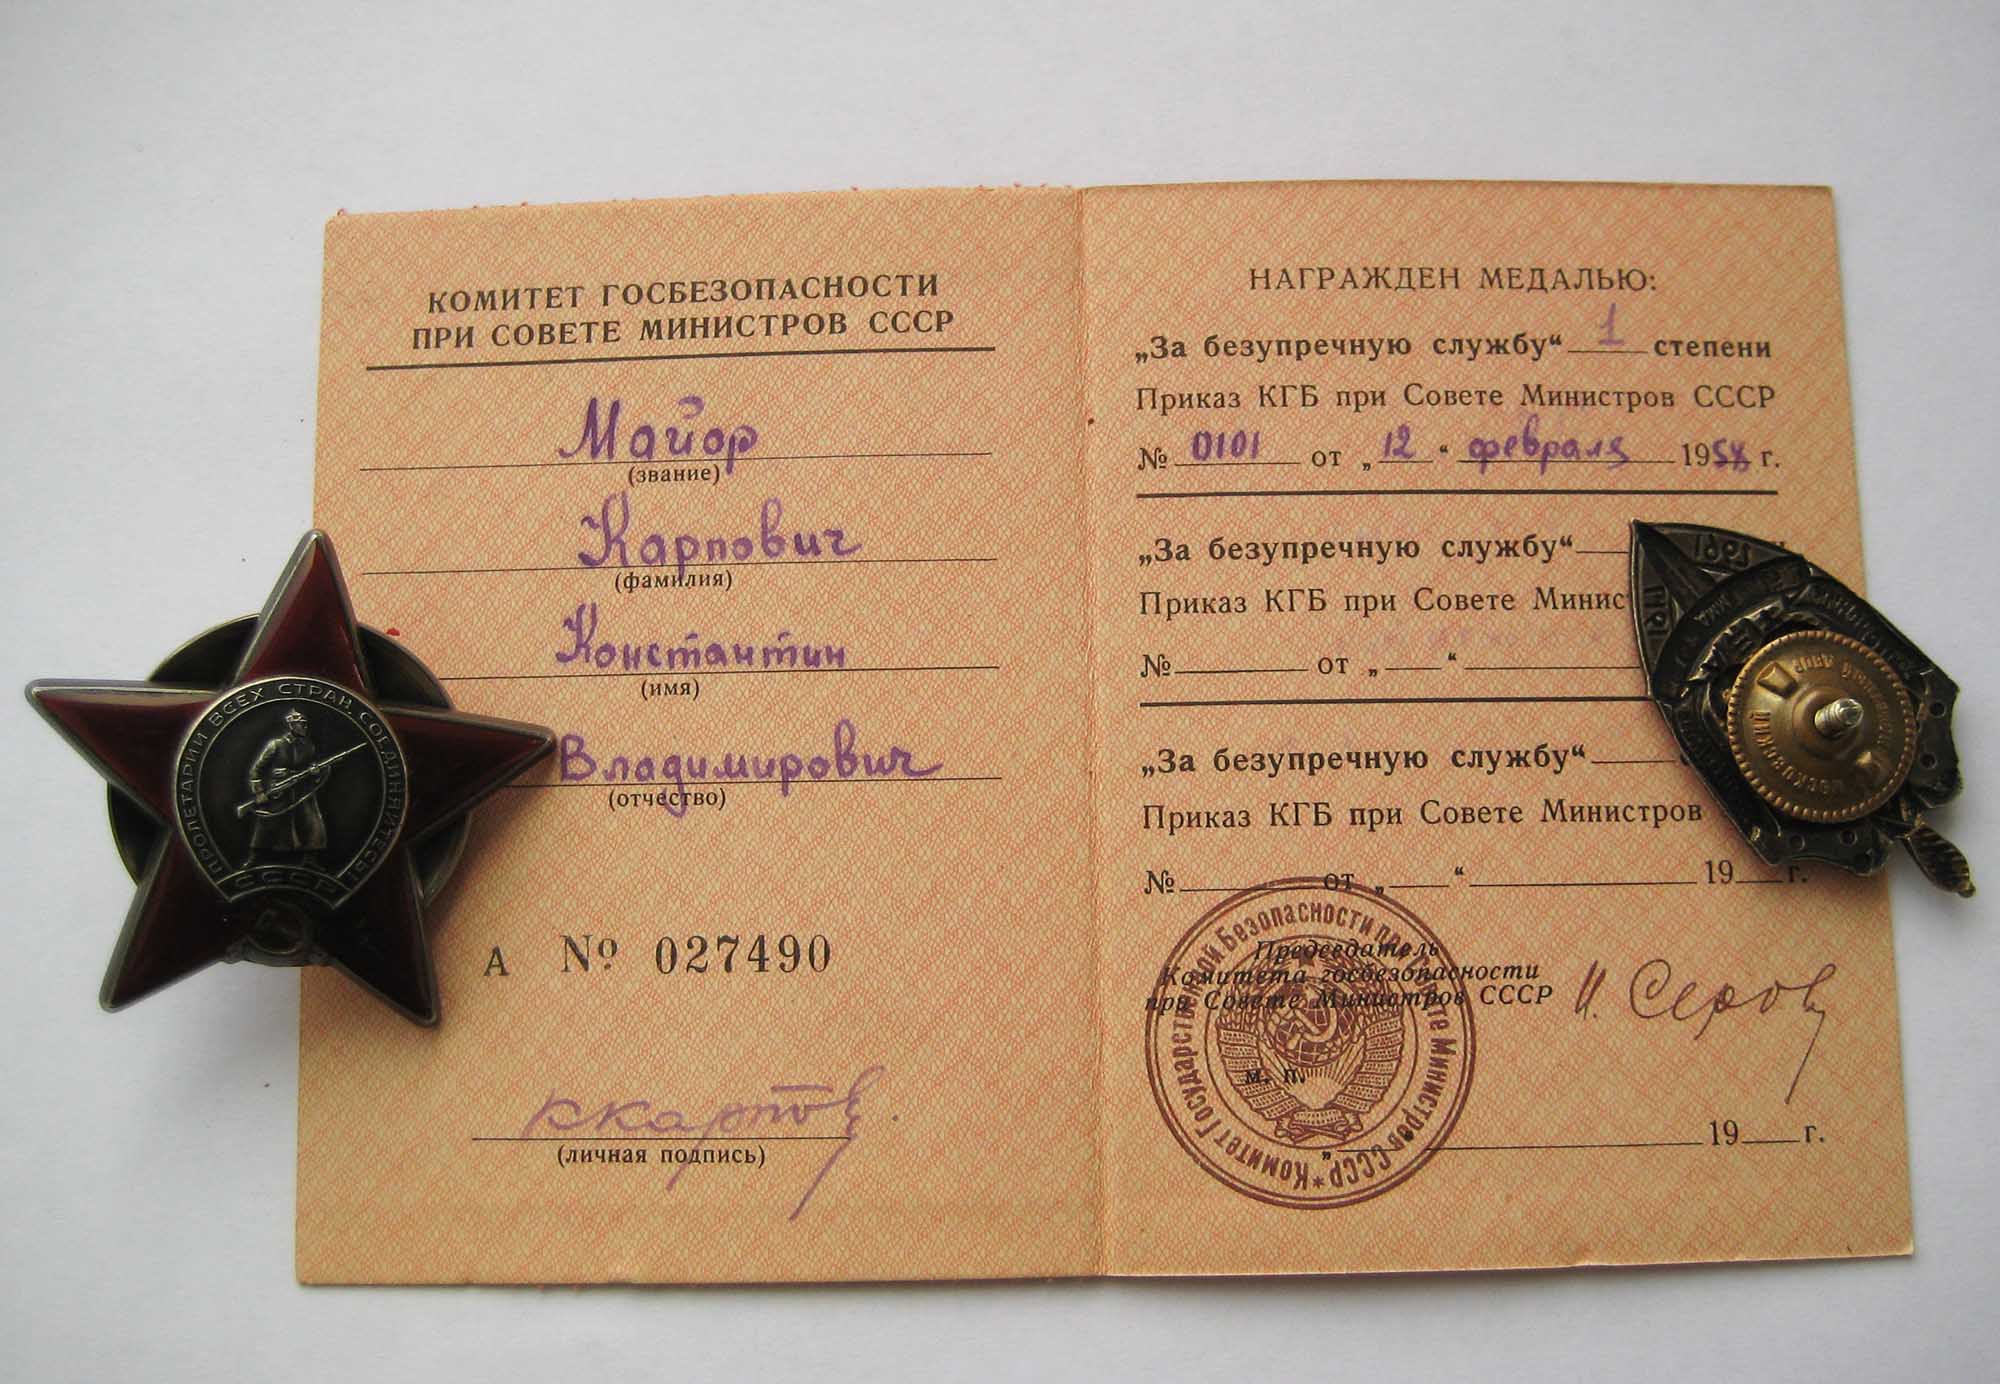 КОМИТЕТ ГОСБЕЗОПАСНОСТИ
ПРИ СОВЕТЕ МИНИСТРОВ СССР
Майор
(звание)
Карпович
(фамилия)
Константин
(имя)
Владимирович
(отчество)
А № 027490
(личная подпись)
НАГРАЖДЕН МЕДАЛЬЮ:
„За безупречную службу“ 1 степени
Приказ КГБ при Совете Министров СССР
№ 0101 от „12“ февраля 1958 г.
„За безупречную службу“
Приказ КГБ при Совете Минис
№ от „ “
„За безупречную службу“
Приказ КГБ при Совете Министров
№ от „ “ 19 г.
Председатель
Комитета госбезопасности
при Совете Министров СССР И. Серов
м. п.
„ 19 г.
Комитет Государственной Безопасности при Совете Министров СССР *
ПРОЛЕТАРИИ ВСЕХ СТРАН, СОЕДИНЯЙТЕСЬ!
СССР